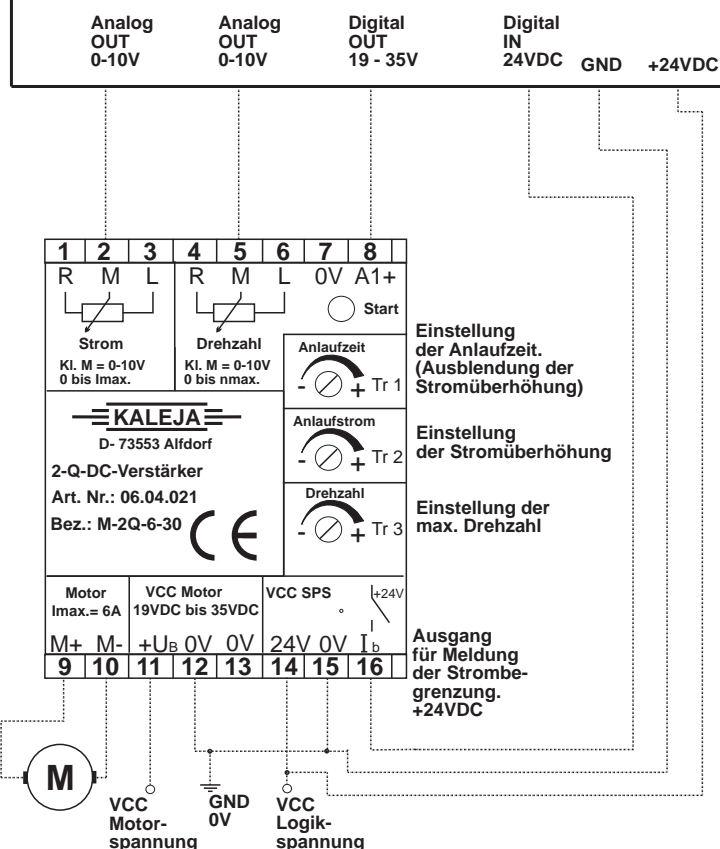 Analog
OUT
0-10V
Analog
OUT
0-10V
Digital
OUT
19 - 35V
Digital
IN
24VDC
GND
+24VDC
1 2 3 4 5 6 7 8
R M L R M L 0V A1+
Start
Strom
Kl. M = 0-10V
0 bis Imax.
Drehzahl
Kl. M = 0-10V
0 bis nmax.
Anlaufzeit
- + Tr 1
Einstellung
der Anlaufzeit.
(Ausblendung der
Stromüberhöhung)
KALEJA
D- 73553 Alfdorf
2-Q-DC-Verstärker
Art. Nr.: 06.04.021
Bez.: M-2Q-6-30
CE
Anlaufstrom
- + Tr 2
Einstellung
der Stromüberhöhung
Drehzahl
- + Tr 3
Einstellung der
max. Drehzahl
Motor
Imax.= 6A
VCC Motor
19VDC bis 35VDC
VCC SPS
+24V
M+ M- +UB 0V 0V 24V 0V Ib
9 10 11 12 13 14 15 16
Ausgang
für Meldung
der Strombe-
grenzung.
+24VDC
M
VCC
Motor-
spannung
GND
0V
VCC
Logik-
spannung